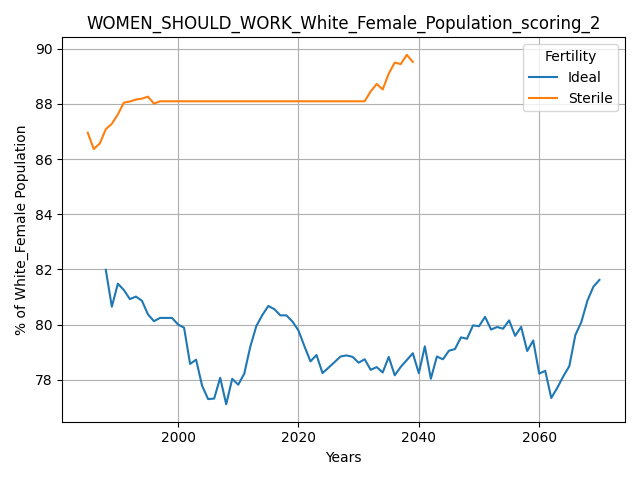 WOMEN_SHOULD_WORK_White_Female_Population_scoring_2
% of White_Female Population
90
88
86
84
82
80
78
Fertility
Ideal
Sterile
2000
2020
2040
2060
Years